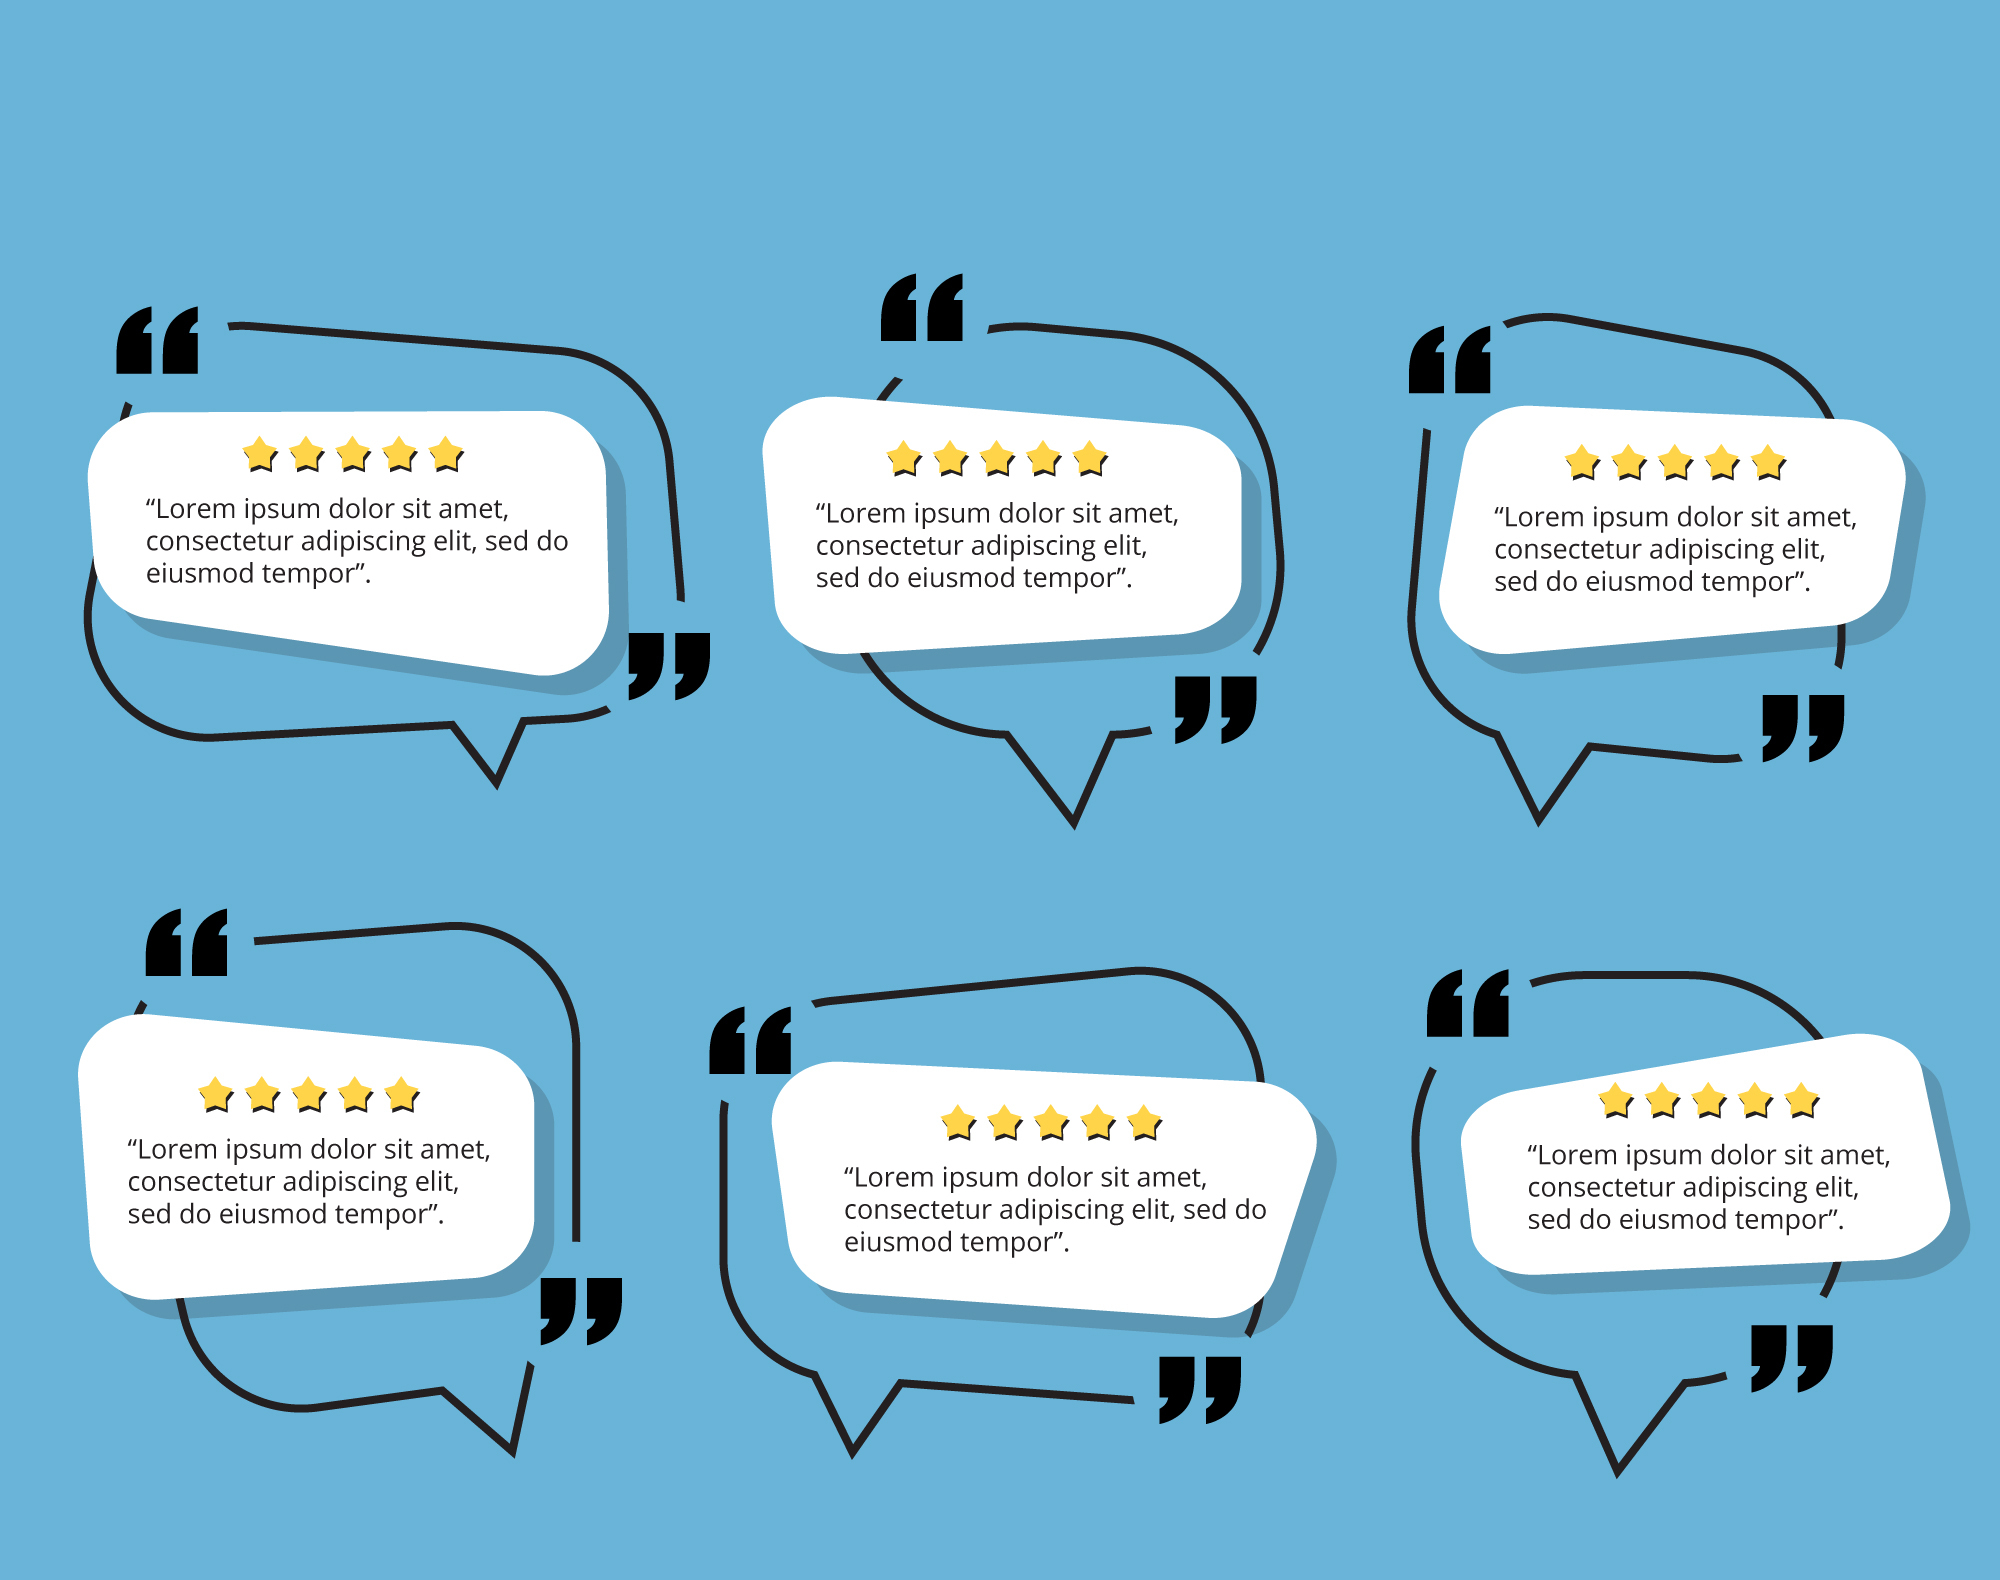 “Lorem ipsum dolor sit amet,
consectetur adipiscing elit, sed do
eiusmod tempor”.
“Lorem ipsum dolor sit amet,
consectetur adipiscing elit,
sed do eiusmod tempor”.
“Lorem ipsum dolor sit amet,
consectetur adipiscing elit,
sed do eiusmod tempor”.
“Lorem ipsum dolor sit amet,
consectetur adipiscing elit,
sed do eiusmod tempor”.
“Lorem ipsum dolor sit amet,
consectetur adipiscing elit, sed do
eiusmod tempor”.
“Lorem ipsum dolor sit amet,
consectetur adipiscing elit,
sed do eiusmod tempor”.